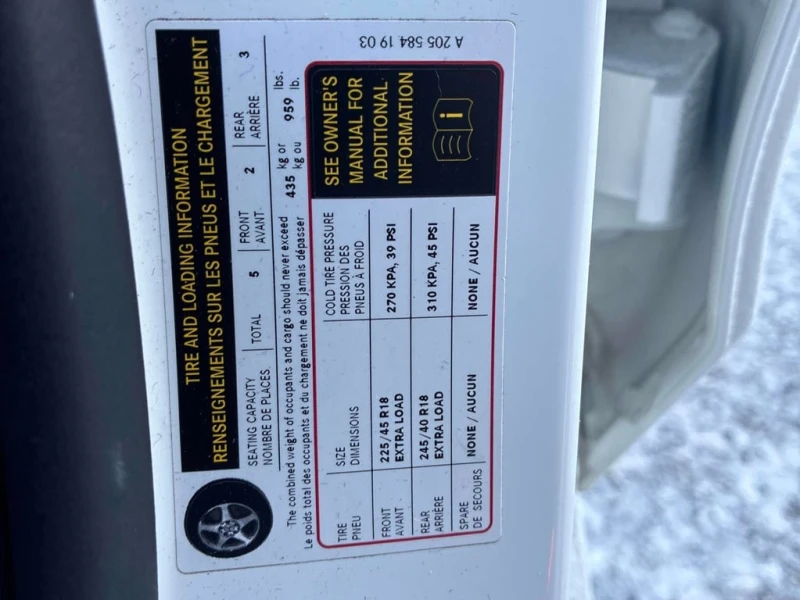 TIRE AND LOADING INFORMATION
RENSEIGNEMENTS SUR LES PNEUS ET LE CHARGEMENT
SEATING CAPACITY TOTAL 5 FRONT 2 REAR 3
NOMBRE DE PLACES. AVANT ARRIÈRE
The combined weight of occupants and cargo should never exceed 435 kg or 959 lbs.
Le poids total des occupants et du chargement ne doit jamais dépasser kg ou lb.
TIRE SIZE COLD TIRE PRESSURE
PNEU DIMENSIONS PRESSION DES
PNEUS À FROID
FRONT 225/45 R18 270 KPA, 39 PSI
AVANT EXTRA LOAD
REAR 245/40 R18 310 KPA, 45 PSI
ARRIÈRE EXTRA LOAD
SPARE NONE / AUCUN NONE / AUCUN
DE SECOURS
SEE OWNER'S
MANUAL FOR
ADDITIONAL
INFORMATION
i
A 205 584 19 03